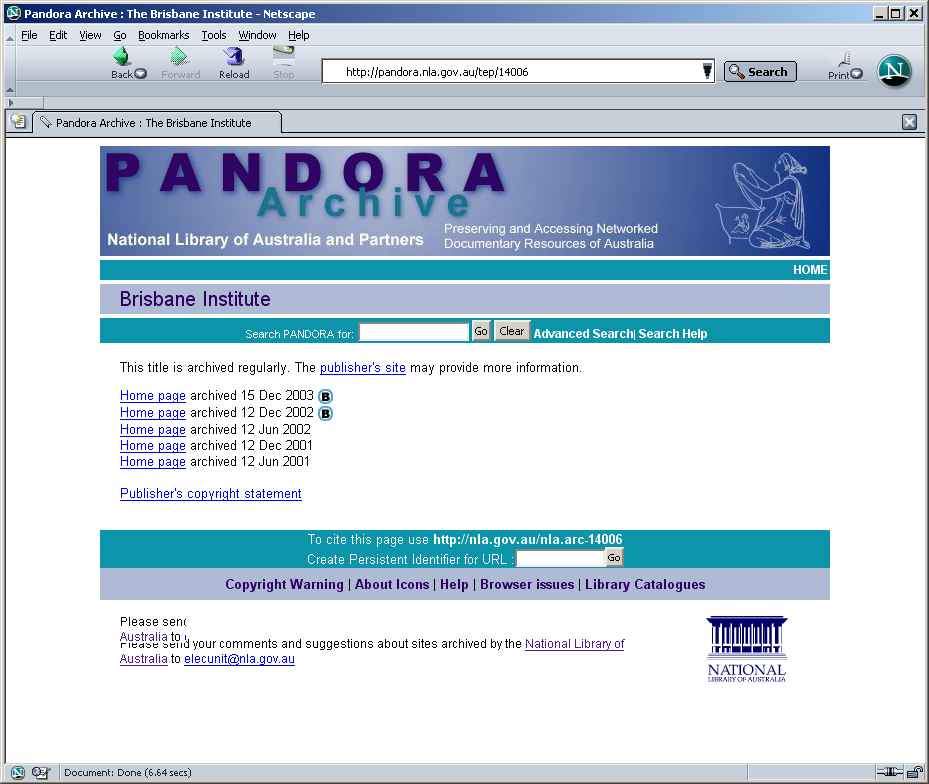 Pandora Archive : The Brisbane Institute - Netscape
File Edit View Go Bookmarks Tools Window Help
Back Forward Reload Stop http://pandora.nla.gov.au/tep/14006 Search Print N
Pandora Archive : The Brisbane Institute
PANDORA
Archive
National Library of Australia and Partners
Preserving and Accessing Networked
Documentary Resources of Australia
HOME
Brisbane Institute
Search PANDORA for: Go Clear Advanced Search| Search Help
This title is archived regularly. The publisher's site may provide more information.
Home page archived 15 Dec 2003 B
Home page archived 12 Dec 2002 B
Home page archived 12 Jun 2002
Home page archived 12 Dec 2001
Home page archived 12 Jun 2001
Publisher's copyright statement
To cite this page use http://nla.gov.au/nla.arc-14006
Create Persistent Identifier for URL : Go
Copyright Warning | About Icons | Help | Browser issues | Library Catalogues
Please send
Australia to
Please send your comments and suggestions about sites archived by the National Library of
Australia to elecunit@nla.gov.au
NATIONAL
LIBRARY OF AUSTRALIA
Document: Done (6.64 secs)